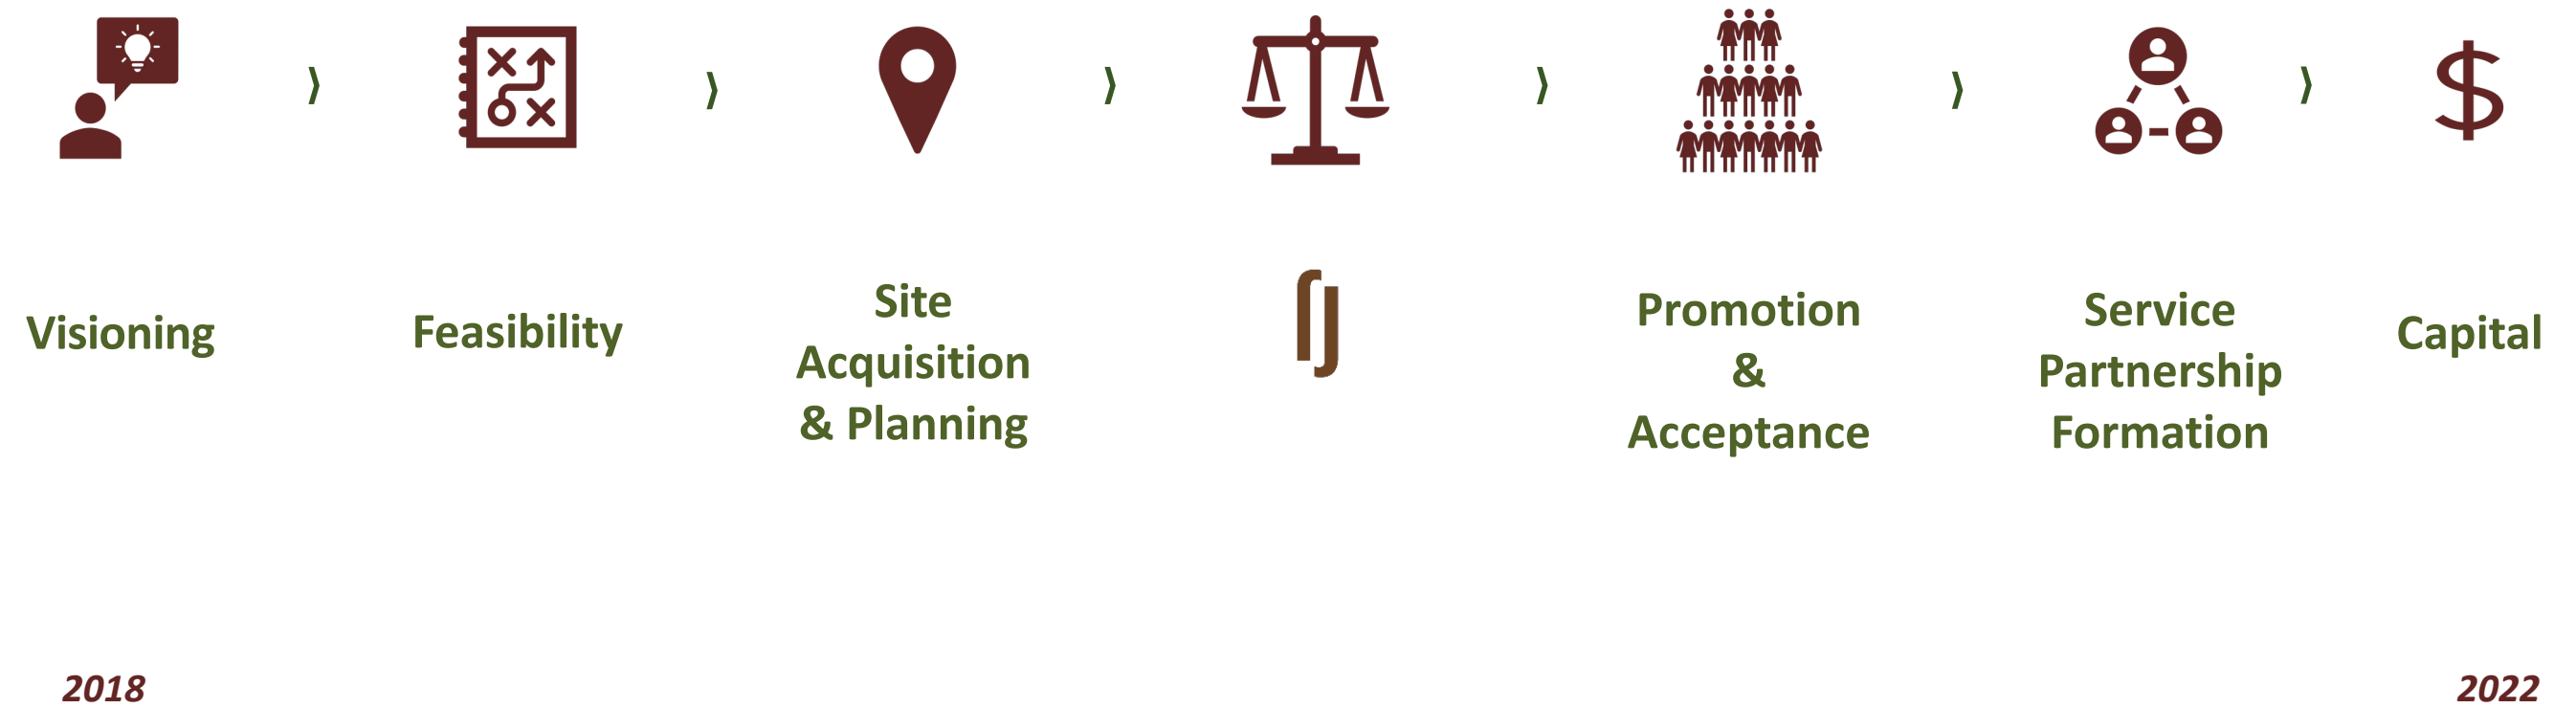 Visioning
Feasibility
Site
Acquisition
& Planning
Promotion
&
Acceptance
Service
Partnership
Formation
Capital
2018
2022